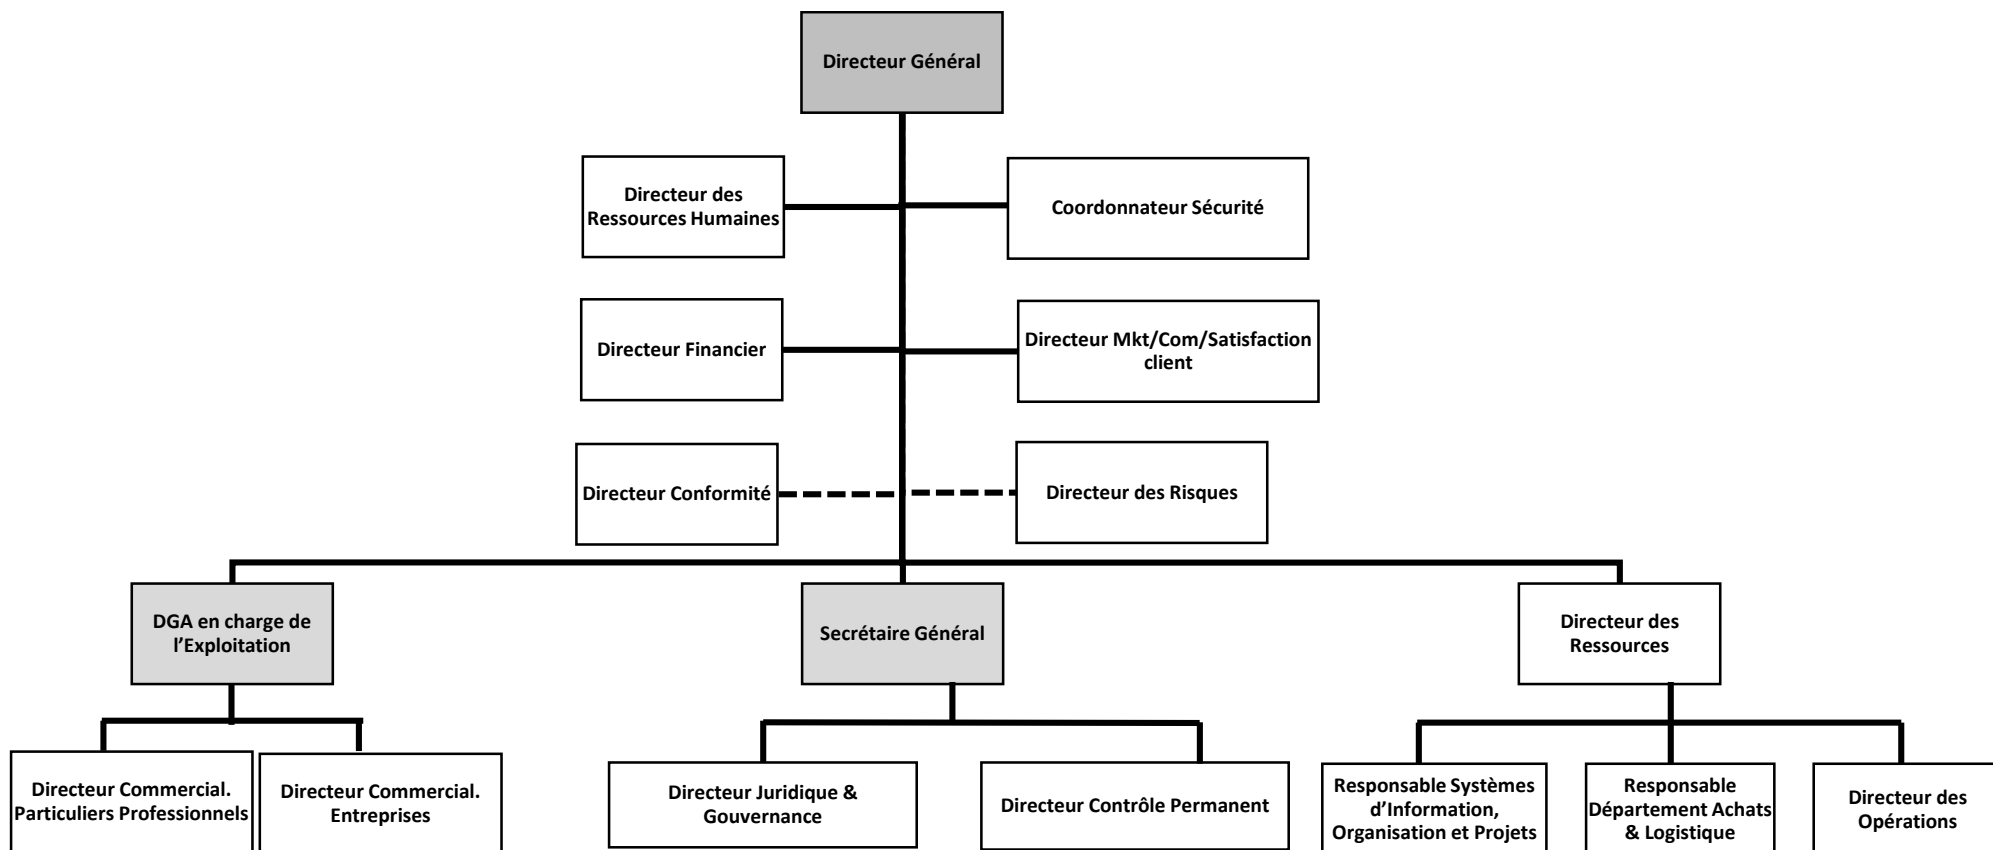 Directeur Général
Directeur des
Ressources Humaines
Coordonnateur Sécurité
Directeur Financier
Directeur Mkt/Com/Satisfaction
client
Directeur Conformité
Directeur des Risques
DGA en charge de
l’Exploitation
Secrétaire Général
Directeur des
Ressources
Directeur Commercial.
Particuliers Professionnels
Directeur Commercial.
Entreprises
Directeur Juridique &
Gouvernance
Directeur Contrôle Permanent
Responsable Systèmes
d’Information,
Organisation et Projets
Responsable
Département Achats
& Logistique
Directeur des
Opérations